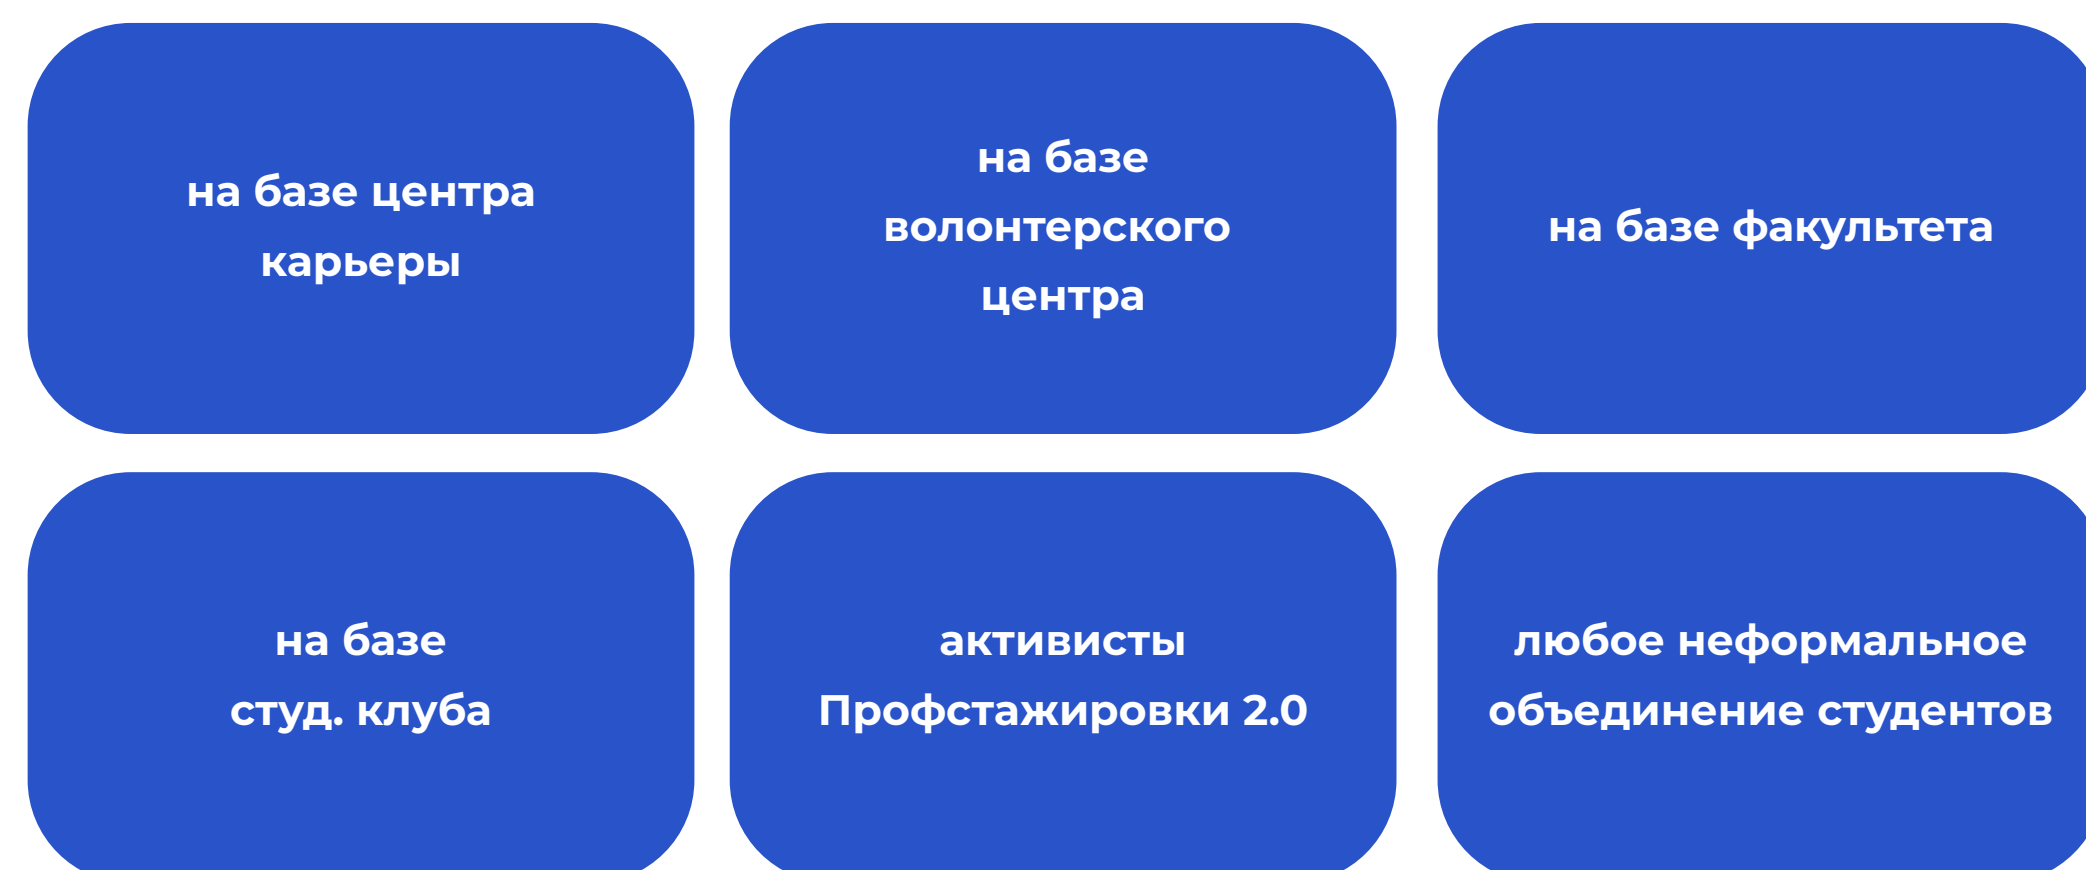 на базе центра
карьеры
на базе
волонтерского
центра
на базе факультета
на базе
студ. клуба
активисты
Профстажировки 2.0
любое неформальное
объединение студентов